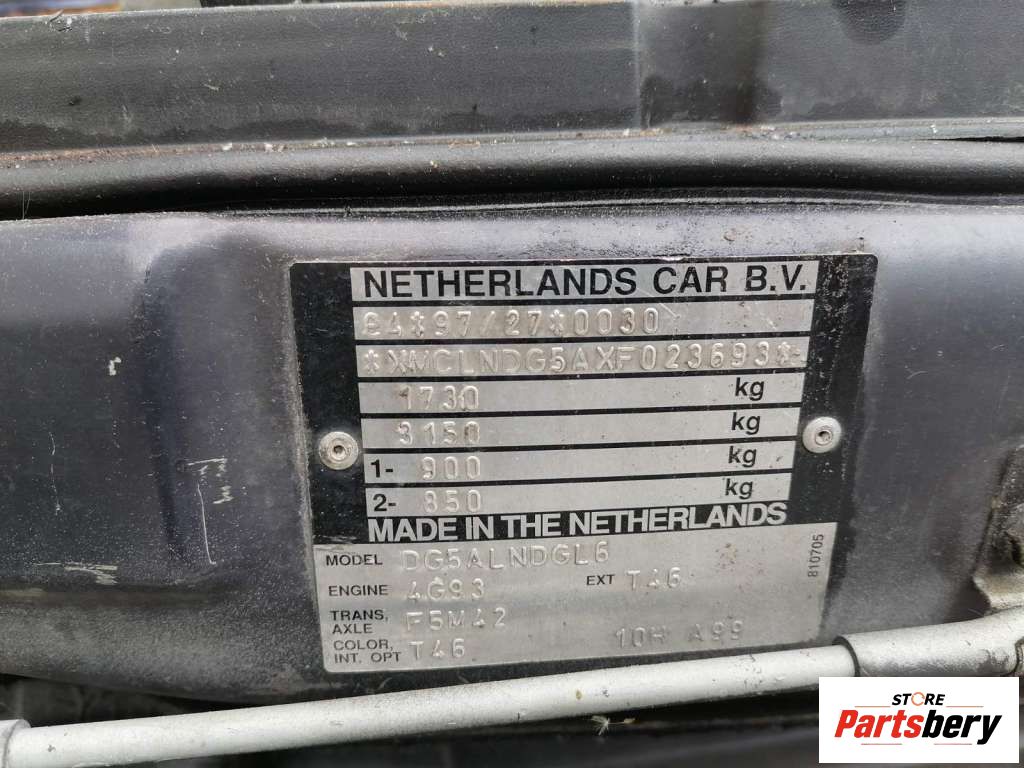 NETHERLANDS CAR B.V.
E4*97/27*0030
*XMCLNDG5AXF023693*
1730 kg
3150 kg
1- 900 kg
2- 850 kg
MADE IN THE NETHERLANDS
MODEL DG5ALNDGL6
ENGINE 4G93 EXT T46
TRANS, AXLE F5M42
COLOR, INT. OPT T46 10H A99
810705
STORE
Partsbery